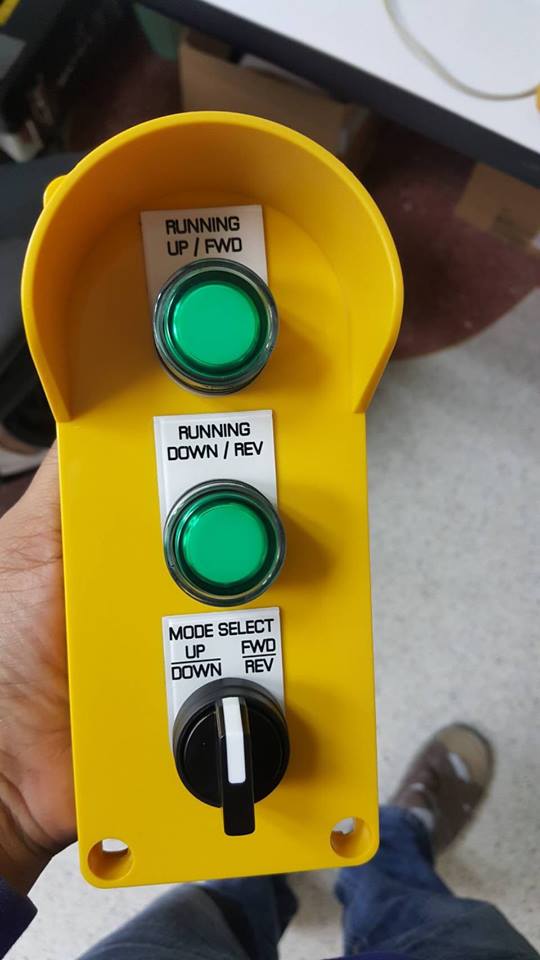 RUNNING
UP / FWD
RUNNING
DOWN / REV
MODE SELECT
UP FWD
DOWN REV